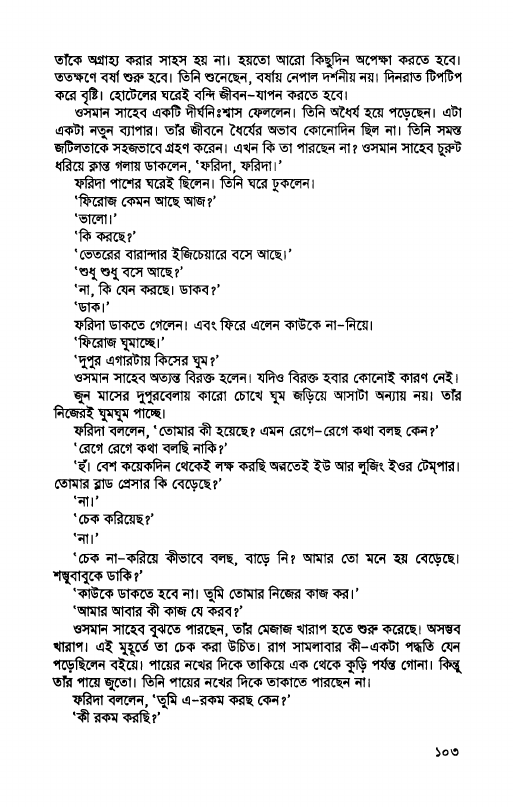 তাঁকে অগ্রাহ্য করার সাহস হয় না। হয়তো আরো কিছুদিন অপেক্ষা করতে হবে।
ততক্ষণে বর্ষা শুরু হবে। তিনি শুনেছেন, বর্ষায় নেপাল দর্শনীয় নয়। দিনরাত টিপটিপ
করে বৃষ্টি। হোটেলের ঘরেই বন্দি জীবন-যাপন করতে হবে।
ওসমান সাহেব একটি দীর্ঘনিঃশ্বাস ফেললেন। তিনি অধৈর্য হয়ে পড়েছেন। এটা
একটা নতুন ব্যাপার। তাঁর জীবনে ধৈর্যের অভাব কোনোদিন ছিল না। তিনি সমস্ত
জটিলতাকে সহজভাবে গ্রহণ করেন। এখন কি তা পারছেন না? ওসমান সাহেব চুরুট
ধরিয়ে ক্লান্ত গলায় ডাকলেন, ‘ফরিদা, ফরিদা।’
ফরিদা পাশের ঘরেই ছিলেন। তিনি ঘরে ঢুকলেন।
‘ফিরোজ কেমন আছে আজ?’
‘ভালো।’
‘কি করছে?’
‘ভেতরের বারান্দার ইজিচেয়ারে বসে আছে।’
‘শুধু শুধু বসে আছে?’
‘না, কি যেন করছে। ডাকব?’
‘ডাক।’
ফরিদা ডাকতে গেলেন। এবং ফিরে এলেন কাউকে না-নিয়ে।
‘ফিরোজ ঘুমাচ্ছে।’
‘দুপুর এগারটায় কিসের ঘুম?’
ওসমান সাহেব অত্যন্ত বিরক্ত হলেন। যদিও বিরক্ত হবার কোনোই কারণ নেই।
জুন মাসের দুপুরবেলায় কারো চোখে ঘুম জড়িয়ে আসাটা অন্যায় নয়। তাঁর
নিজেরই ঘুমঘুম পাচ্ছে।
ফরিদা বললেন, ‘তোমার কী হয়েছে? এমন রেগে-রেগে কথা বলছ কেন?’
‘রেগে রেগে কথা বলছি নাকি?’
‘হুঁ। বেশ কয়েকদিন থেকেই লক্ষ করছি অলতেই ইউ আর লুজিং ইওর টেম্পার।
তোমার ব্লাড প্রেসার কি বেড়েছে?’
‘না।’
‘চেক করিয়েছ?’
‘না।’
‘চেক না-করিয়ে কীভাবে বলছ, বাড়ে নি? আমার তো মনে হয় বেড়েছে।
শম্ভুবাবুকে ডাকি?’
‘কাউকে ডাকতে হবে না। তুমি তোমার নিজের কাজ কর।’
‘আমার আবার কী কাজ যে করব?’
ওসমান সাহেব বুঝতে পারছেন, তাঁর মেজাজ খারাপ হতে শুরু করেছে। অসম্ভব
খারাপ। এই মুহূর্তে তা চেক করা উচিত। রাগ সামলাবার কী-একটা পদ্ধতি যেন
পড়েছিলেন বইয়ে। পায়ের নখের দিকে তাকিয়ে এক থেকে কুড়ি পর্যন্ত গোনা। কিন্তু
তাঁর পায়ে জুতো। তিনি পায়ের নখের দিকে তাকাতে পারছেন না।
ফরিদা বললেন, ‘তুমি এ-রকম করছ কেন?’
‘কী রকম করছি?’
১০৩